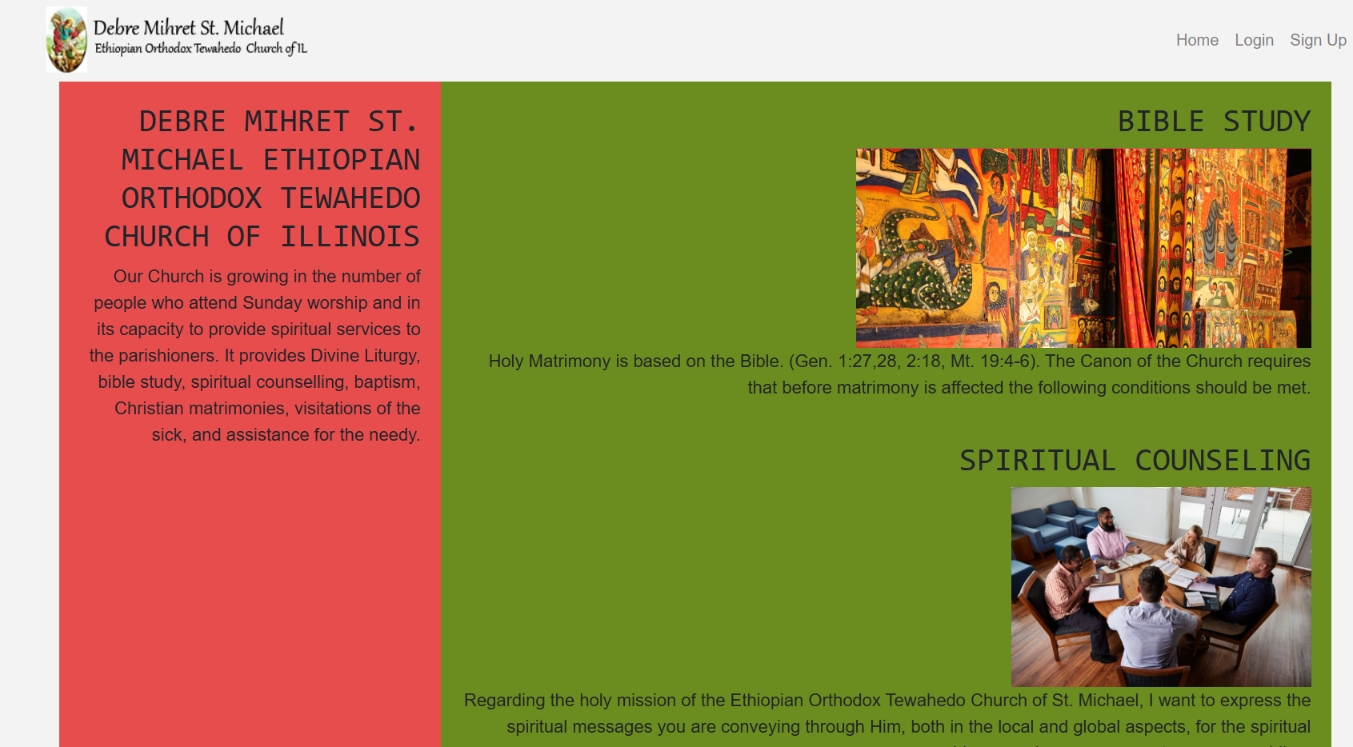 Debre Mihret St. Michael
Ethiopian Orthodox Tewahedo Church of IL
Home Login Sign Up
DEBRE MIHRET ST.
MICHAEL ETHIOPIAN
ORTHODOX TEWAHEDO
CHURCH OF ILLINOIS
Our Church is growing in the number of
people who attend Sunday worship and in
its capacity to provide spiritual services to
the parishioners. It provides Divine Liturgy,
bible study, spiritual counselling, baptism,
Christian matrimonies, visitations of the
sick, and assistance for the needy.
BIBLE STUDY
Holy Matrimony is based on the Bible. (Gen. 1:27,28, 2:18, Mt. 19:4-6). The Canon of the Church requires
that before matrimony is affected the following conditions should be met.
SPIRITUAL COUNSELING
Regarding the holy mission of the Ethiopian Orthodox Tewahedo Church of St. Michael, I want to express the
spiritual messages you are conveying through Him, both in the local and global aspects, for the spiritual